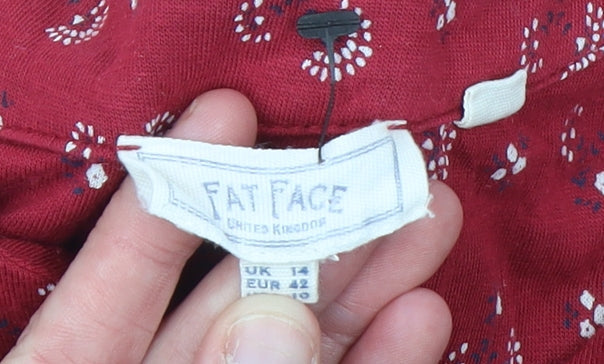 FAT FACE
UNITED KINGDOM
UK 14
EUR 42